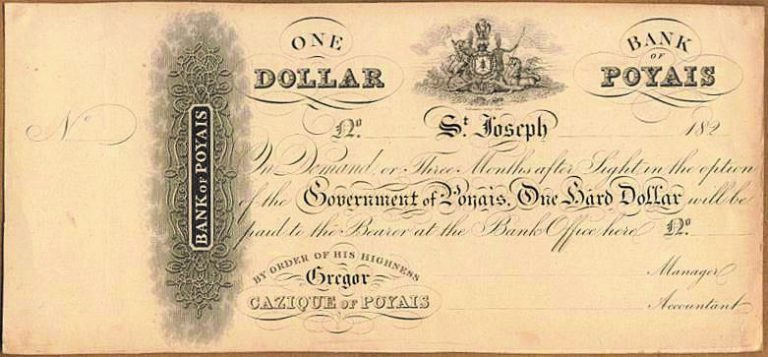 ONE
DOLLAR
BANK
OF
POYAIS
No
BANK OF POYAIS
No. St. Joseph 182
On Demand, or Three Months after Sight in the option
of the Government of Poyais, One Hard Dollar will be
paid to the Bearer at the Bank Office here No.
BY ORDER OF HIS HIGHNESS
Gregor
CAZIQUE OF POYAIS
Manager
Accountant